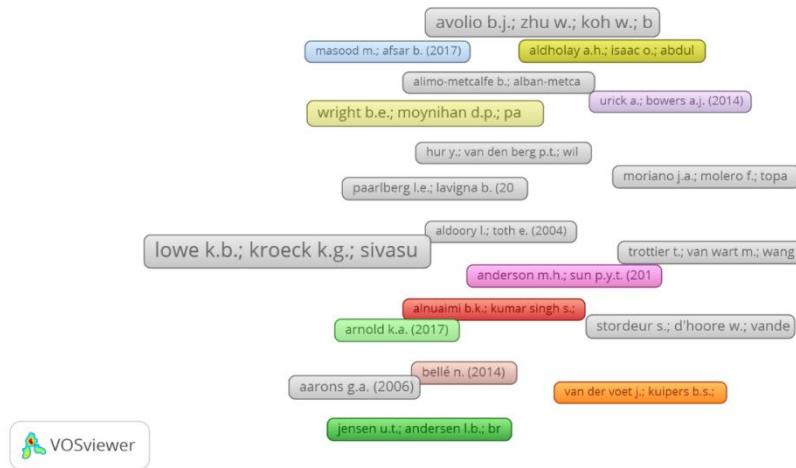 avolio b.j.; zhu w.; koh w.; b
masood m.; afsar b. (2017)
aldholay a.h.; isaac o.; abdul
alimo-metcalfe b.; alban-metca
urick a.; bowers a.j. (2014)
wright b.e.; moynihan d.p.; pa
hur y.; van den berg p.t.; wil
moriano j.a.; molero f.; topa
paarlberg l.e.; lavigna b. (20
aldoory l.; toth e. (2004)
lowe k.b.; kroeck k.g.; sivasu
trottier t.; van wart m.; wang
anderson m.h.; sun p.y.t. (201
alnuaimi b.k.; kumar singh s.;
arnold k.a. (2017)
stordeur s.; d'hoore w.; vande
bellé n. (2014)
aarons g.a. (2006)
van der voet j.; kuipers b.s.;
jensen u.t.; andersen l.b.; br
VOSviewer